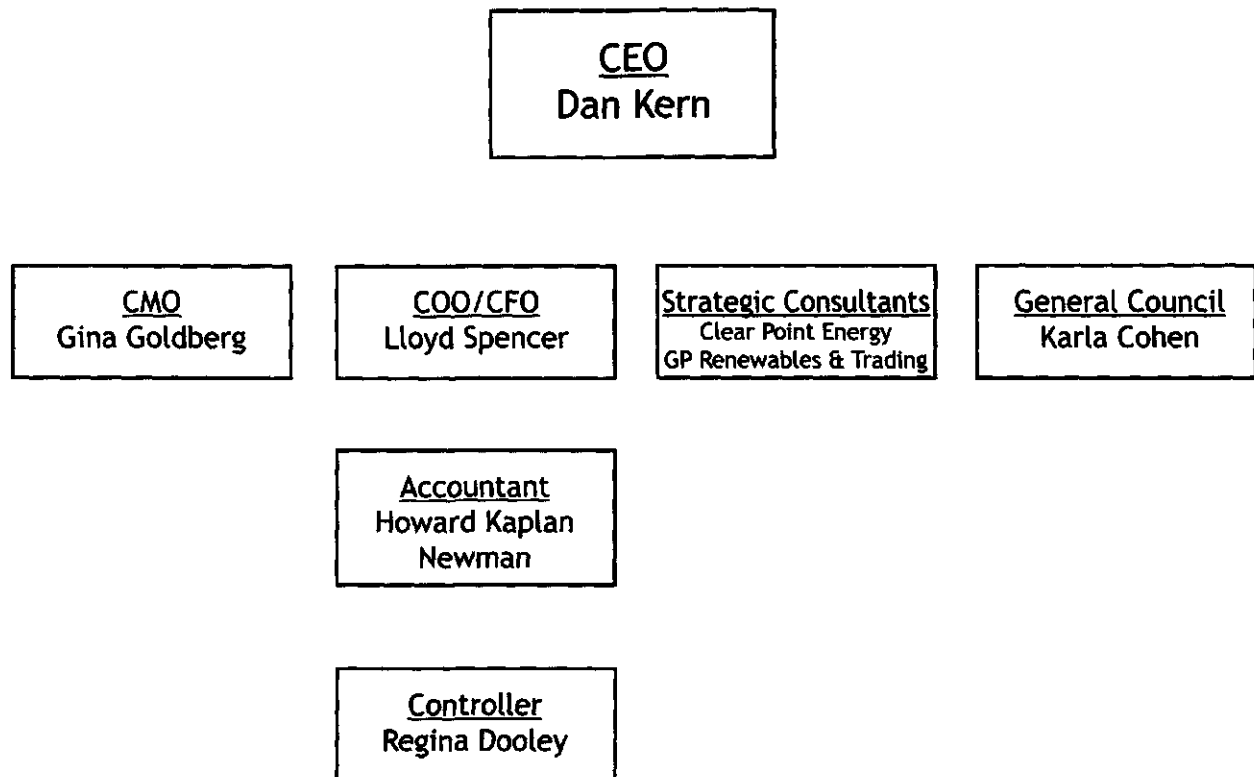 CEO
Dan Kern
CMO
Gina Goldberg
COO/CFO
Lloyd Spencer
Strategic Consultants
Clear Point Energy
GP Renewables & Trading
General Council
Karla Cohen
Accountant
Howard Kaplan
Newman
Controller
Regina Dooley